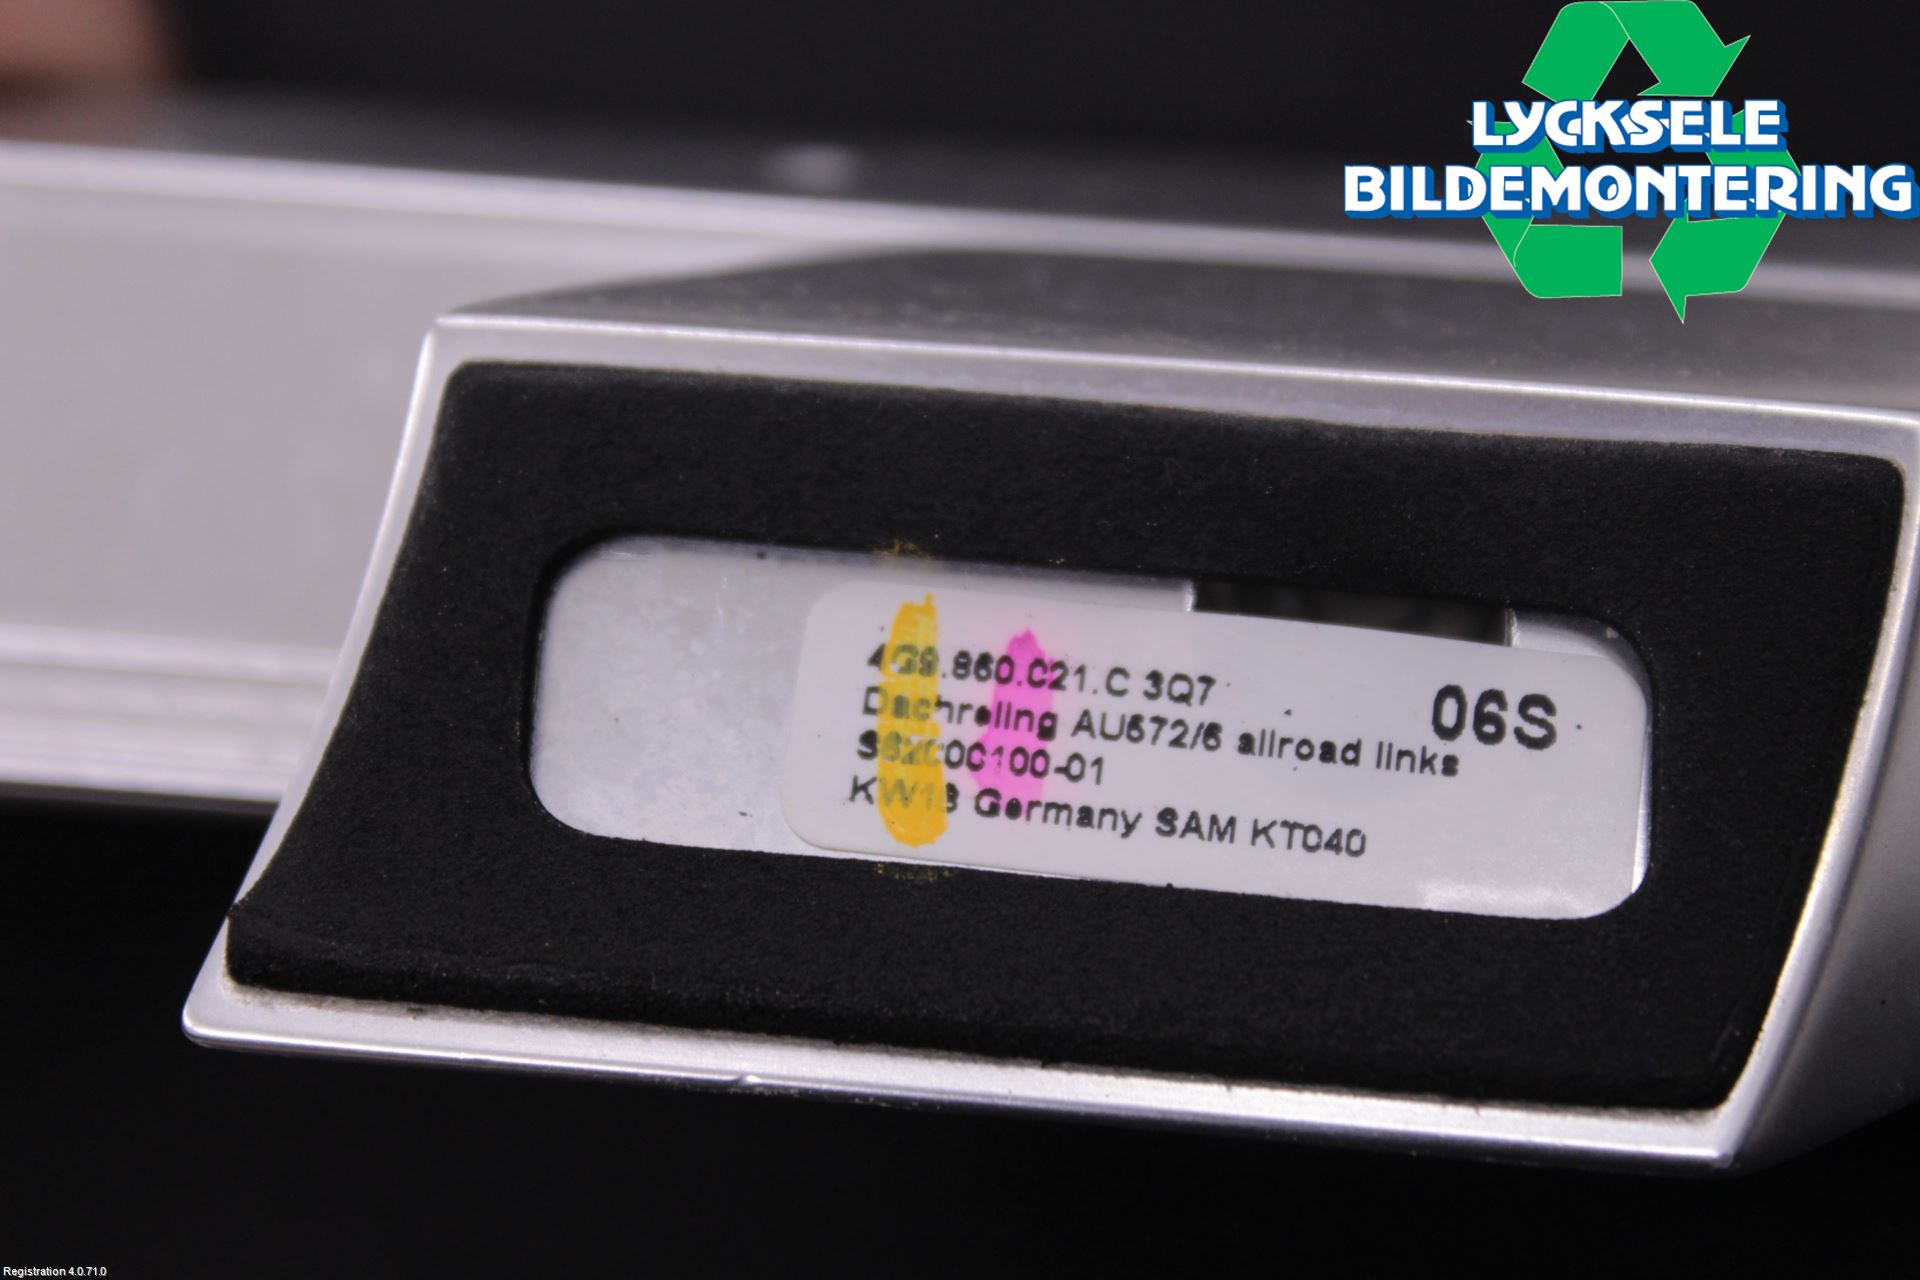 LYCKSELE
BILDEMONTERING
4G9.860.021.C 3Q7
06S
Dachreling AU572/6 allroad links
KW13 Germany SAM KT040
Registration 4.0.71.0